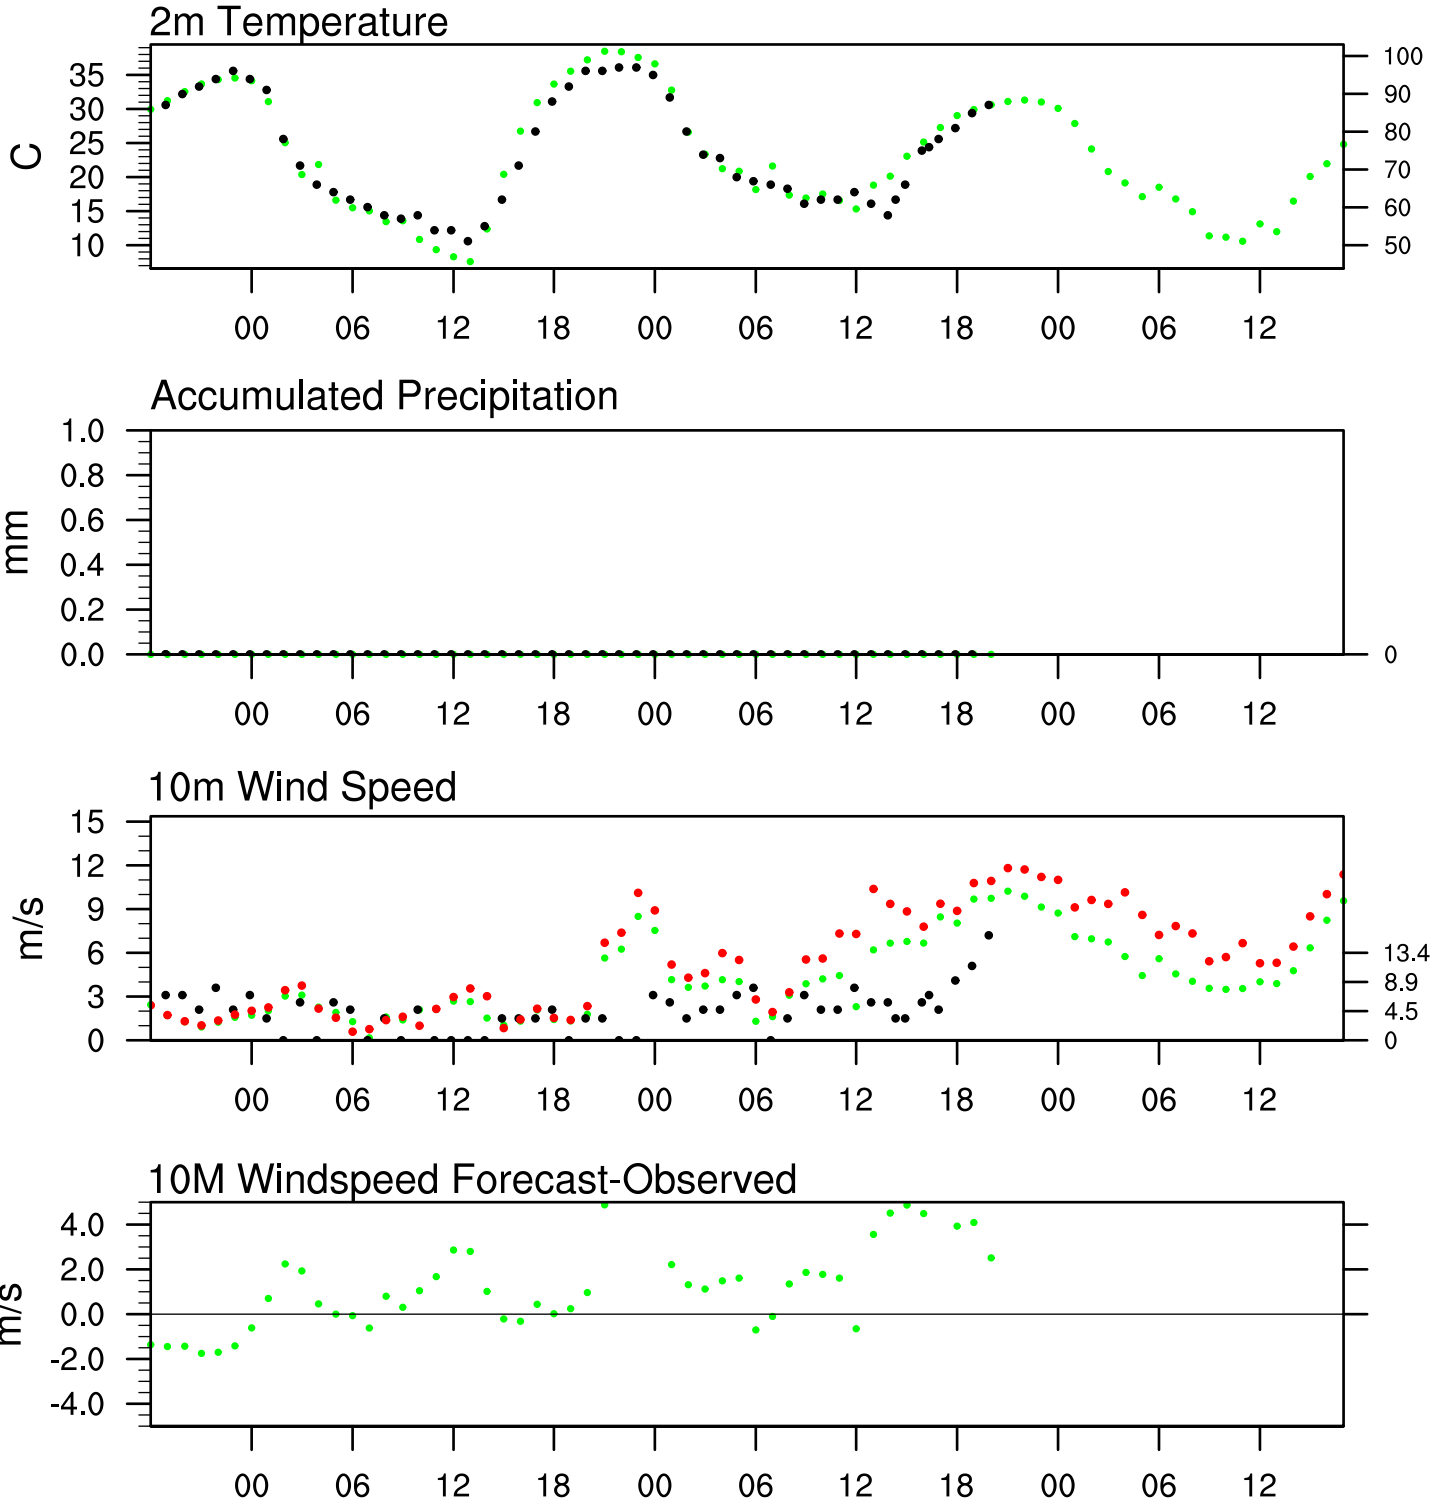 2m Temperature
C
35
30
25
20
15
10
100
90
80
70
60
50
00 06 12 18 00 06 12 18 00 06 12
Accumulated Precipitation
mm
1.0
0.8
0.6
0.4
0.2
0.0
0
00 06 12 18 00 06 12 18 00 06 12
10m Wind Speed
m/s
15
12
9
6
3
0
13.4
8.9
4.5
0
00 06 12 18 00 06 12 18 00 06 12
10M Windspeed Forecast-Observed
m/s
4.0
2.0
0.0
-2.0
-4.0
00 06 12 18 00 06 12 18 00 06 12